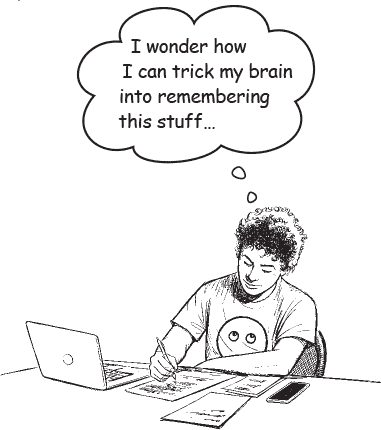 I wonder how
I can trick my brain
into remembering
this stuff...